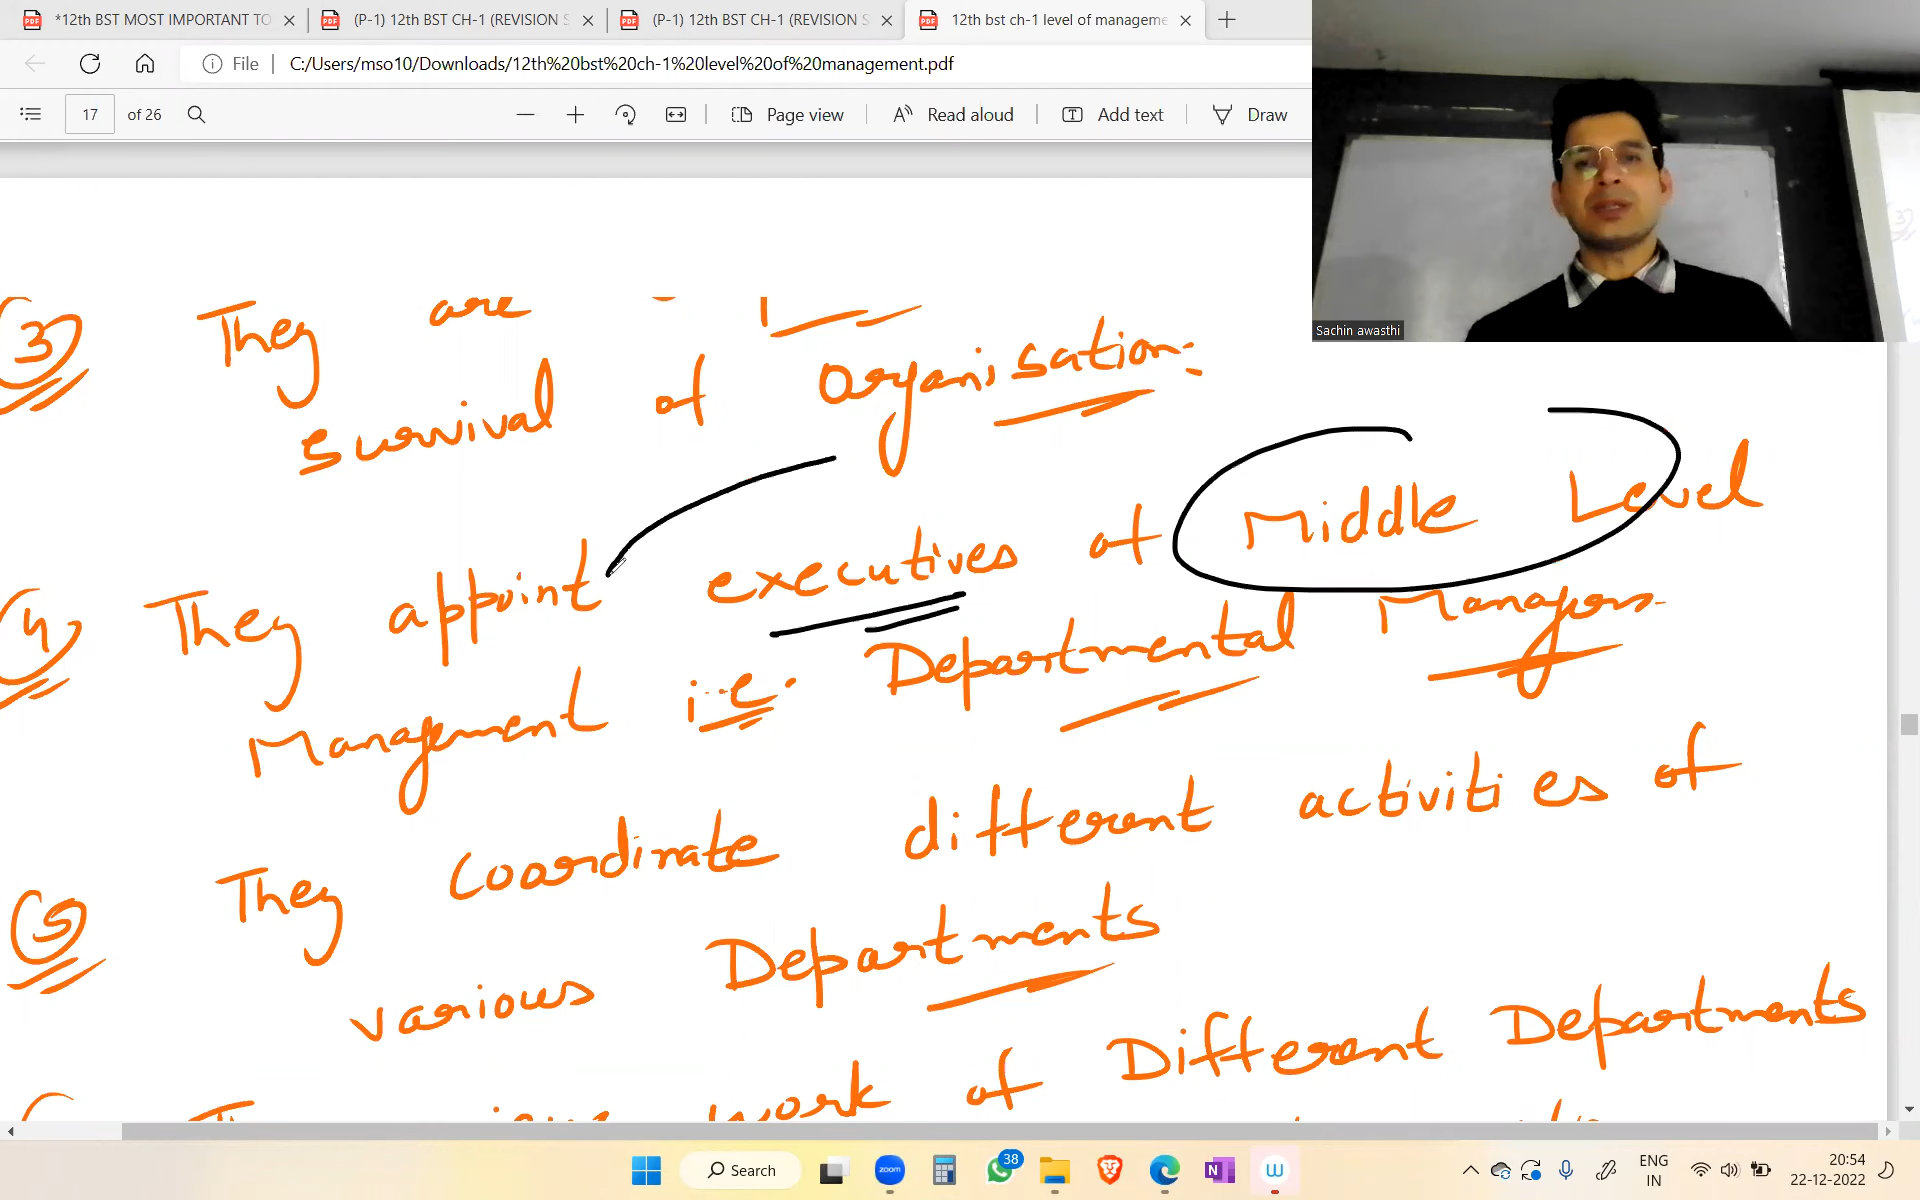 *12th BST MOST IMPORTANT TO
(P-1) 12th BST CH-1 (REVISION S
(P-1) 12th BST CH-1 (REVISION S
12th bst ch-1 level of manageme
File
C:/Users/mso10/Downloads/12th%20bst%20ch-1%20level%20of%20management.pdf
17 of 26
Page view
Read aloud
Add text
Draw
Sachin awasthi
(3) They are
survival of Organisation:
(4) They appoint executives at Middle Level
Management i.e. Departmental Managers
(5) They coordinate different activities of
various Departments
work of Different Departments
Search
zoom
38
N
W
ENG
IN
20:54
22-12-2022